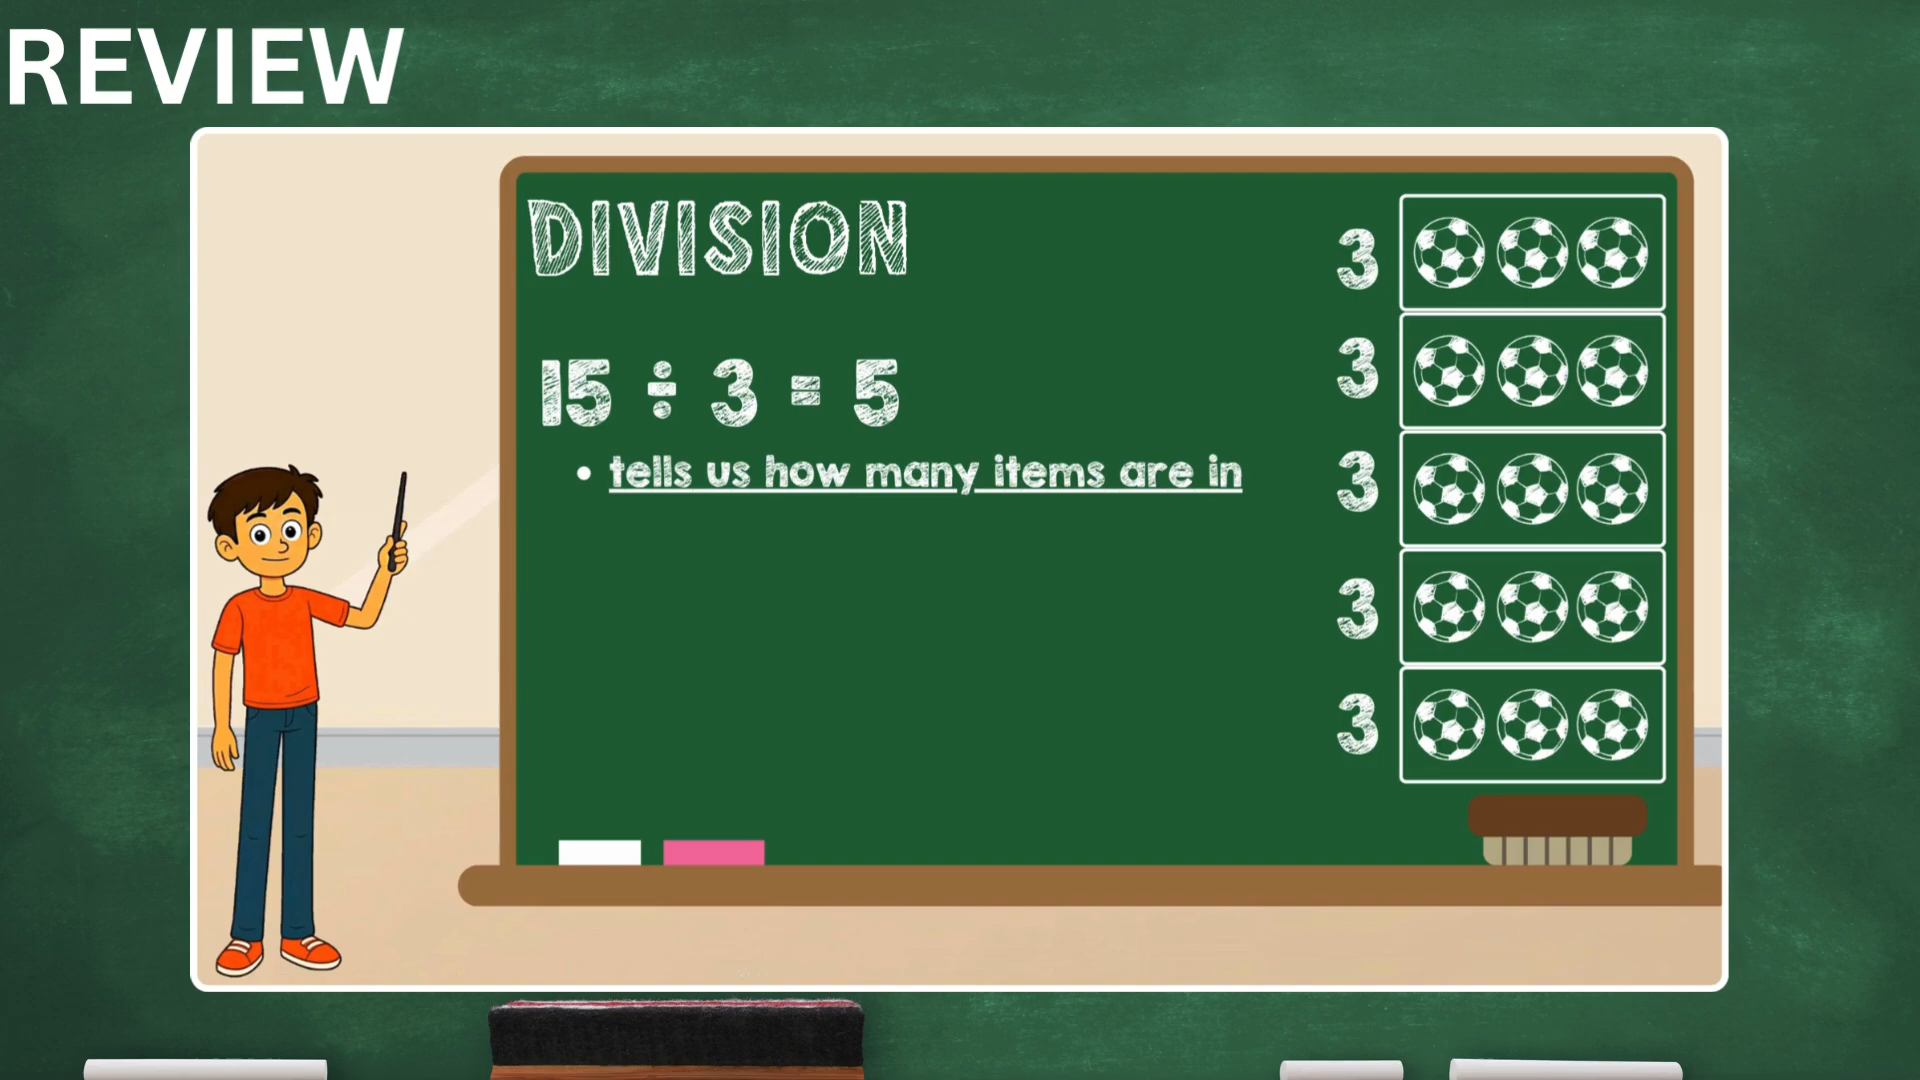 REVIEW
DIVISION
15 ÷ 3 = 5
• tells us how many items are in
3
3
3
3
3